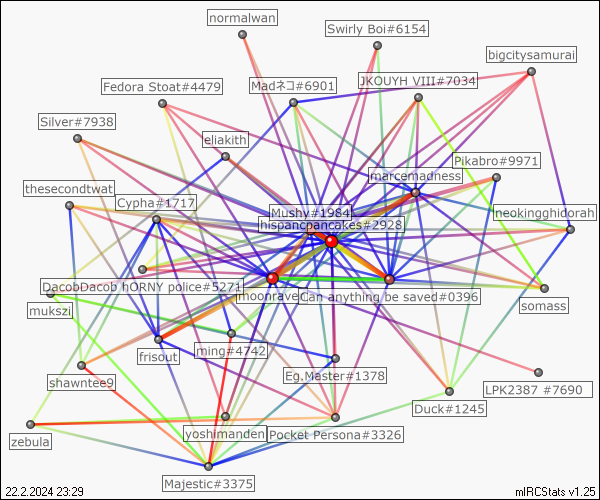 normalwan
Swirly Boi#6154
bigcitysamurai
Fedora Stoat#4479
Madネコ#6901
JKOUYH VIII#7034
Silver#7938
eliakith
Pikabro#9971
marcemadness
thesecondtwat
Cypha#1717
Mushy#1984
neokingghidorah
hispancpancakes#2928
DacobDacob hORNY police#5271
moonrave
Can anything be saved#0396
mukszi
somass
frisout
ming#4742
shawntee9
Eg.Master#1378
LPK2387 #7690
Duck#1245
zebula
yoshimanden
Pocket Persona#3326
Majestic#3375
22.2.2024 23:29
mIRCStats v1.25